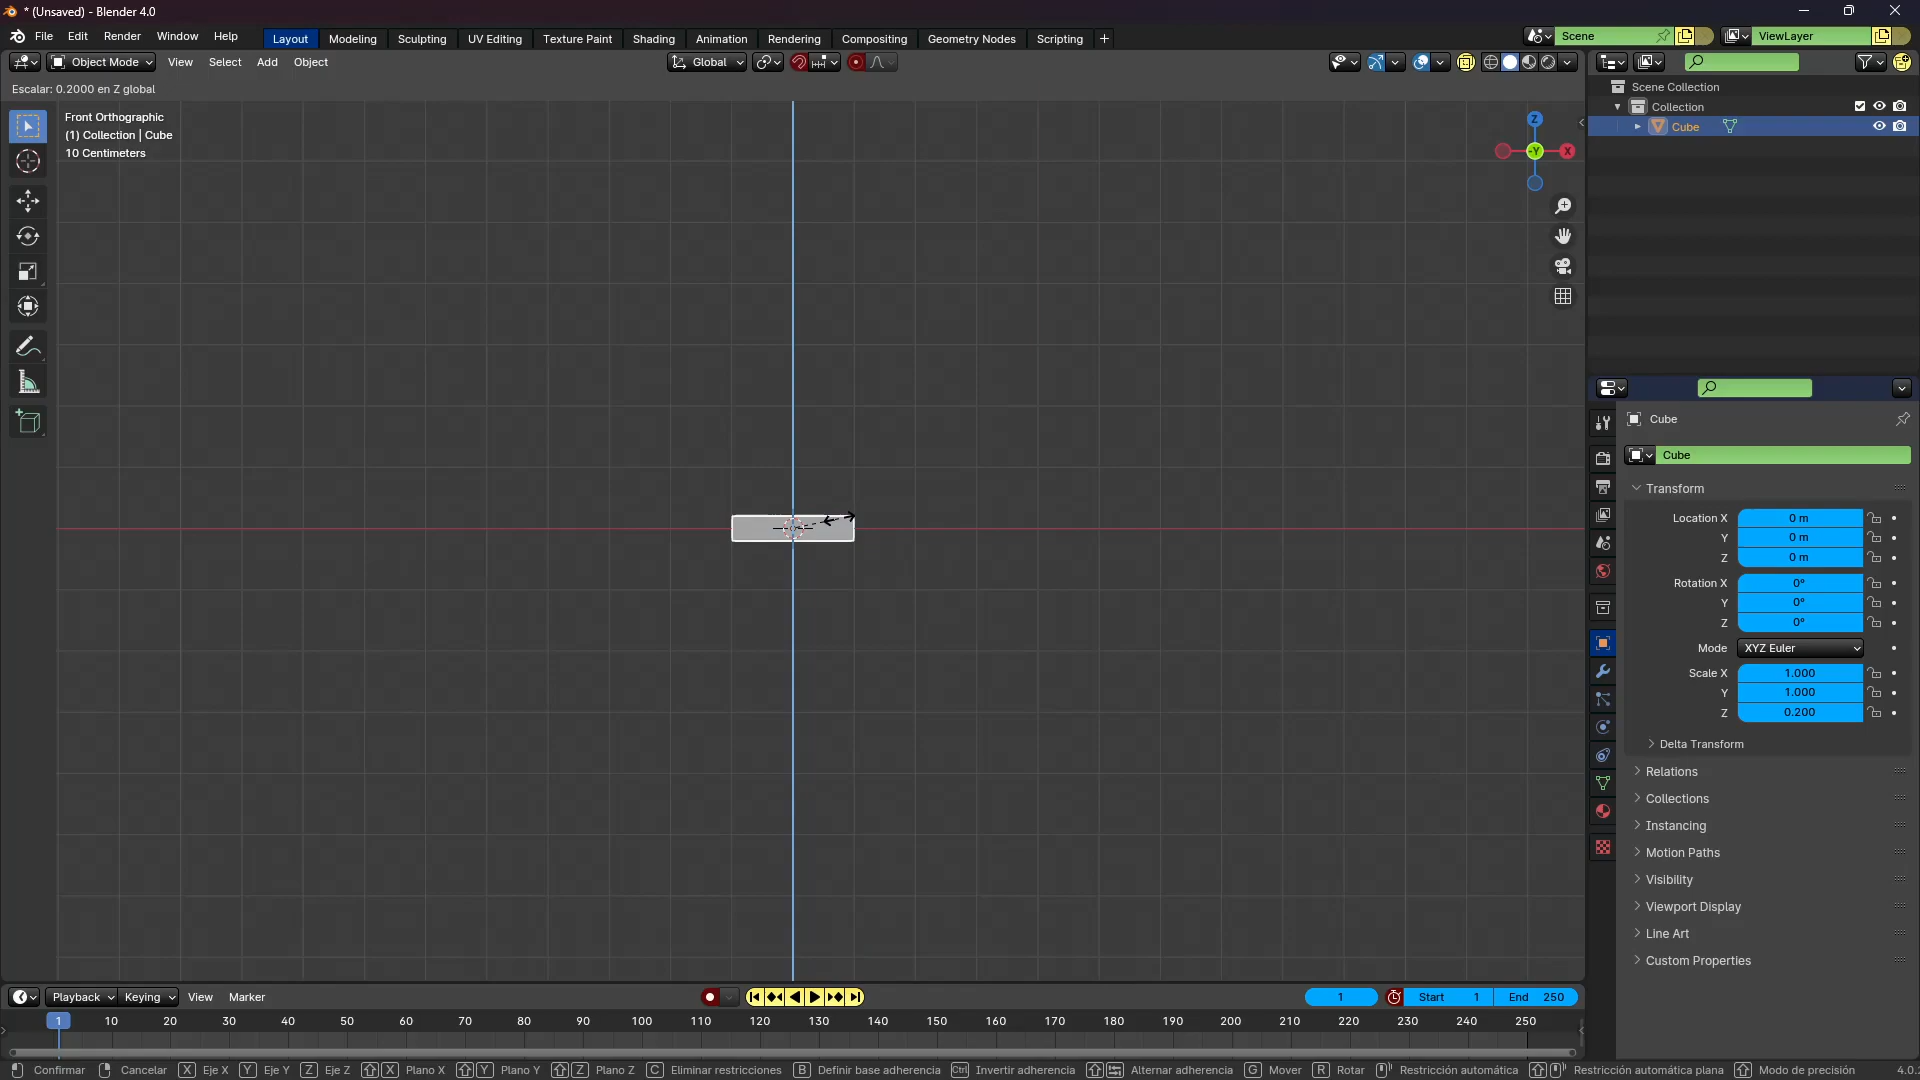 * (Unsaved) - Blender 4.0
File Edit Render Window Help Layout Modeling Sculpting UV Editing Texture Paint Shading Animation Rendering Compositing Geometry Nodes Scripting + Scene ViewLayer
Object Mode View Select Add Object Global
Escalar: 0.2000 en Z global
Front Orthographic
(1) Collection | Cube
10 Centimeters
Z
-Y X
Scene Collection
Collection
Cube
Cube
Cube
Transform
Location X 0 m
Y 0 m
Z 0 m
Rotation X 0°
Y 0°
Z 0°
Mode XYZ Euler
Scale X 1.000
Y 1.000
Z 0.200
Delta Transform
Relations
Collections
Instancing
Motion Paths
Visibility
Viewport Display
Line Art
Custom Properties
Playback Keying View Marker 1 Start 1 End 250
1 10 20 30 40 50 60 70 80 90 100 110 120 130 140 150 160 170 180 190 200 210 220 230 240 250
Confirmar Cancelar X Eje X Y Eje Y Z Eje Z X Plano X Y Plano Y Z Plano Z C Eliminar restricciones B Definir base adherencia Ctrl Invertir adherencia Alternar adherencia G Mover R Rotar Restricción automática Restricción automática plana Modo de precisión 4.0.